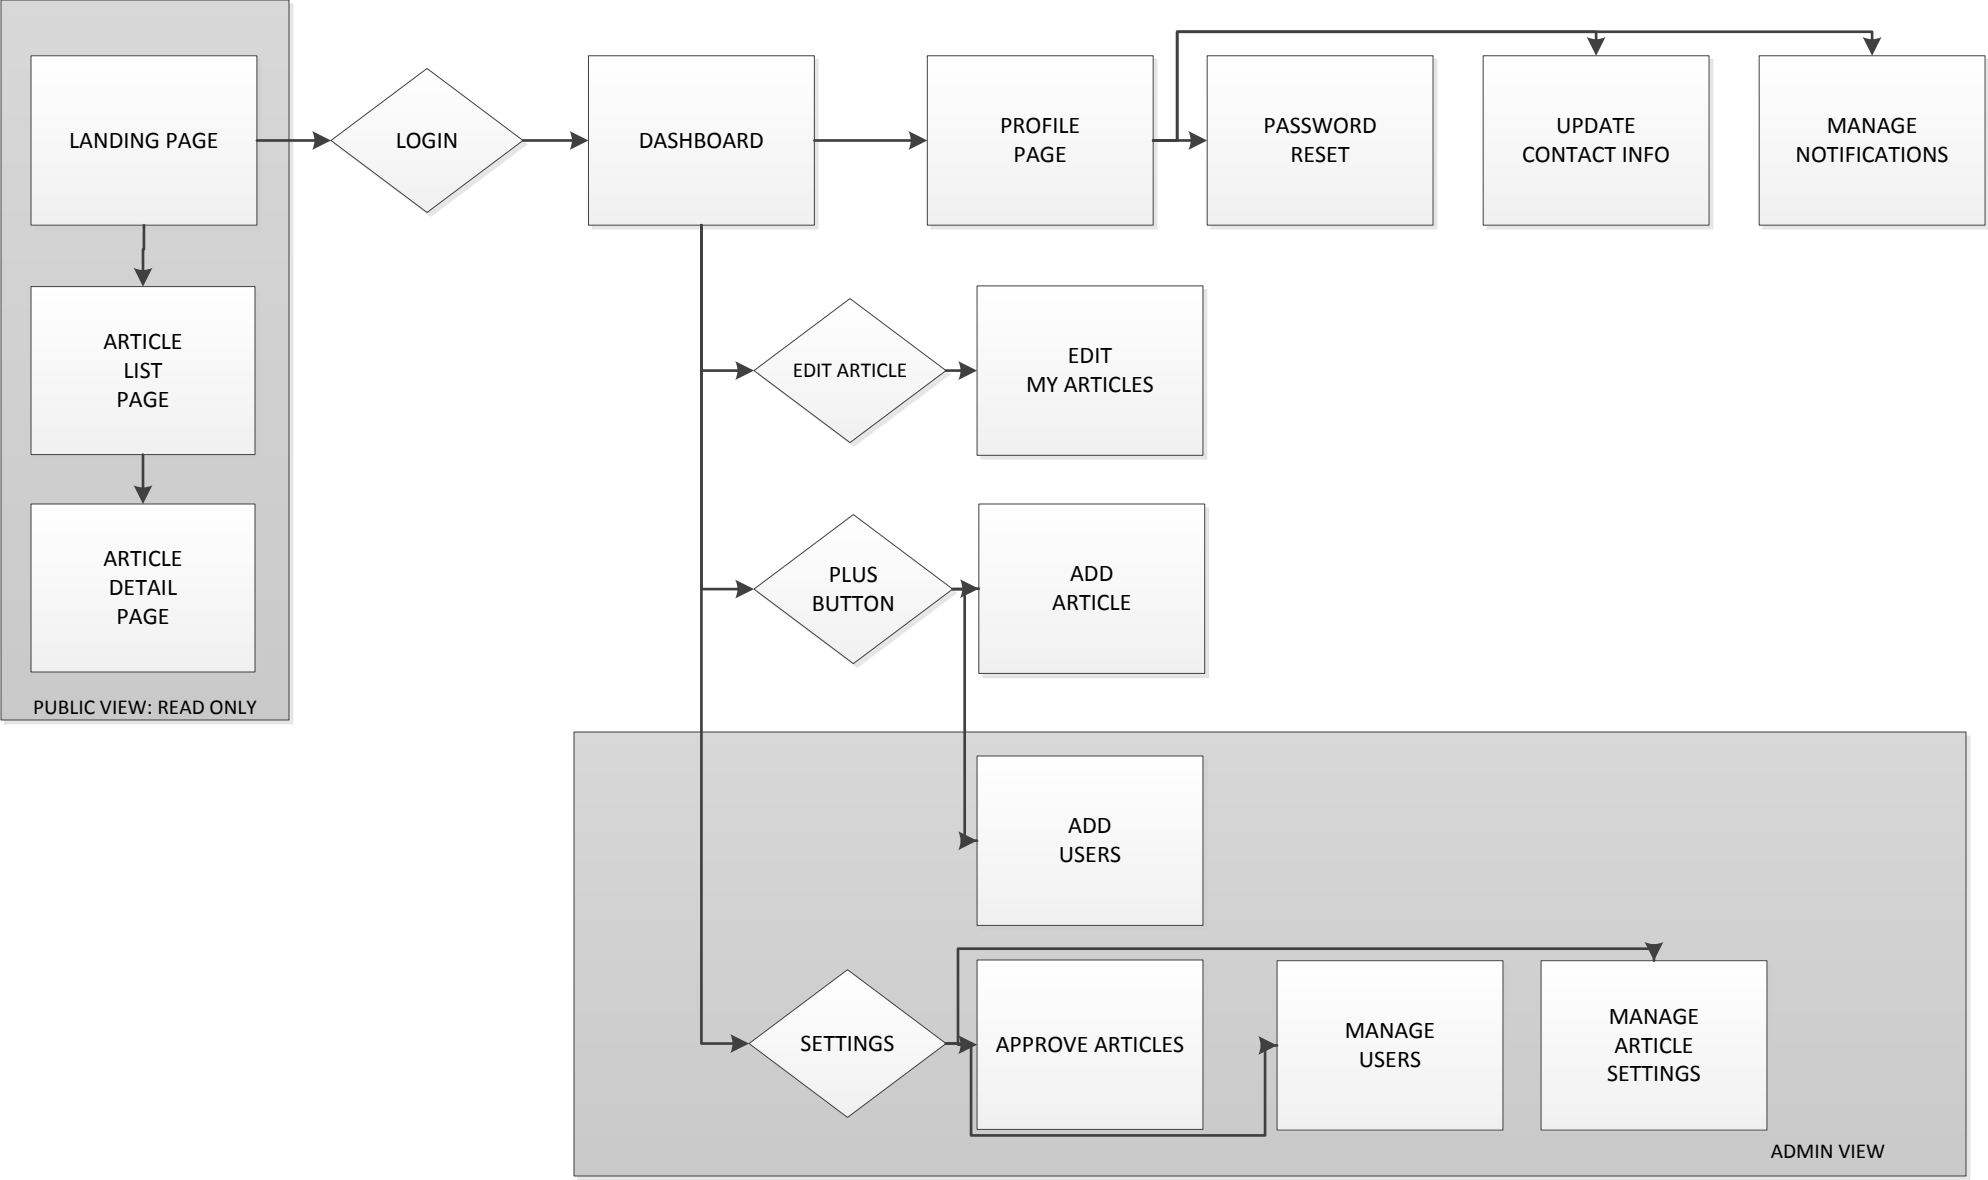 LANDING PAGE
LOGIN
DASHBOARD
PROFILE
PAGE
PASSWORD
RESET
UPDATE
CONTACT INFO
MANAGE
NOTIFICATIONS
ARTICLE
LIST
PAGE
EDIT ARTICLE
EDIT
MY ARTICLES
ARTICLE
DETAIL
PAGE
PLUS
BUTTON
ADD
ARTICLE
PUBLIC VIEW: READ ONLY
ADD
USERS
SETTINGS
APPROVE ARTICLES
MANAGE
USERS
MANAGE
ARTICLE
SETTINGS
ADMIN VIEW